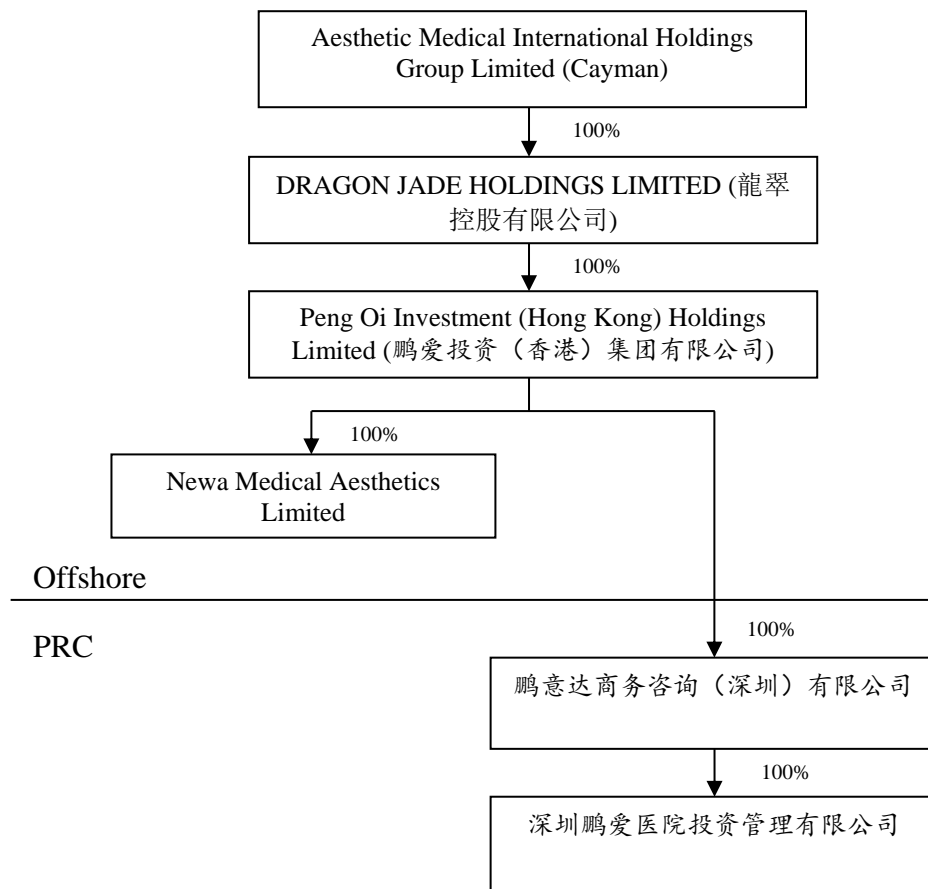 Aesthetic Medical International Holdings
Group Limited (Cayman)
100%
DRAGON JADE HOLDINGS LIMITED (龍翠
控股有限公司)
100%
Peng Oi Investment (Hong Kong) Holdings
Limited (鹏爱投资（香港）集团有限公司)
100%
Newa Medical Aesthetics
Limited
Offshore
PRC
100%
鹏意达商务咨询（深圳）有限公司
100%
深圳鹏爱医院投资管理有限公司